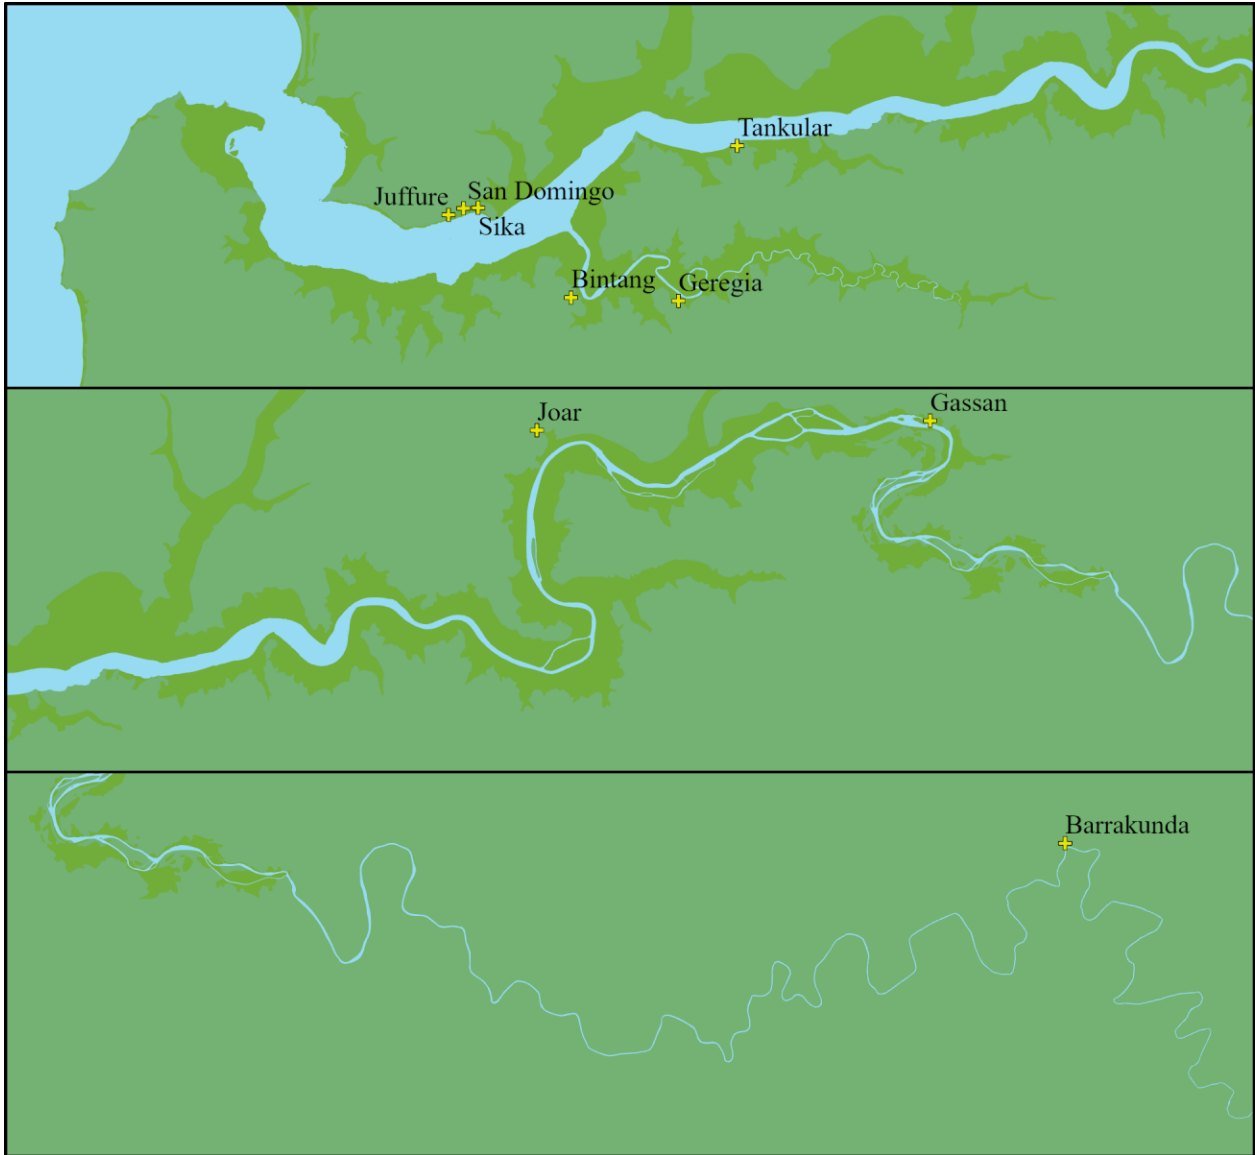 Tankular
Juffure
San Domingo
Sika
Bintang
Geregia
Joar
Gassan
Barrakunda